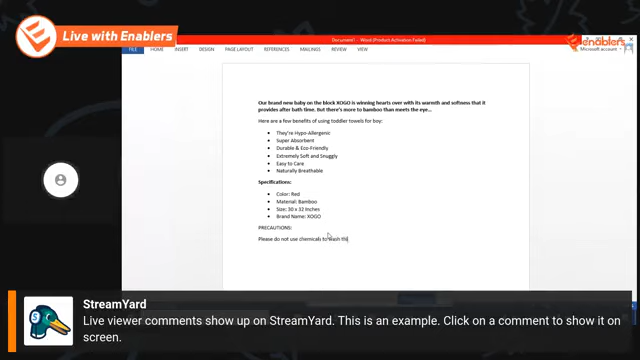 Live with Enablers
Document1 - Word (Product Activation Failed)
Enablers
FILE HOME INSERT DESIGN PAGE LAYOUT REFERENCES MAILINGS REVIEW VIEW
Microsoft account
Our brand new baby on the block XOGO is winning hearts over with its warmth and softness that it
provides after bath time. But there's more to bamboo than meets the eye...
Here are a few benefits of using toddler towels for boy:
• They're Hypo-Allergenic
• Super Absorbent
• Durable & Eco-Friendly
• Extremely Soft and Snuggly
• Easy to Care
• Naturally Breathable
Specifications:
• Color: Red
• Material: Bamboo
• Size: 30 x 32 Inches
• Brand Name: XOGO
PRECAUTIONS:
Please do not use chemicals to wash thi
StreamYard
Live viewer comments show up on StreamYard. This is an example. Click on a comment to show it on
screen.